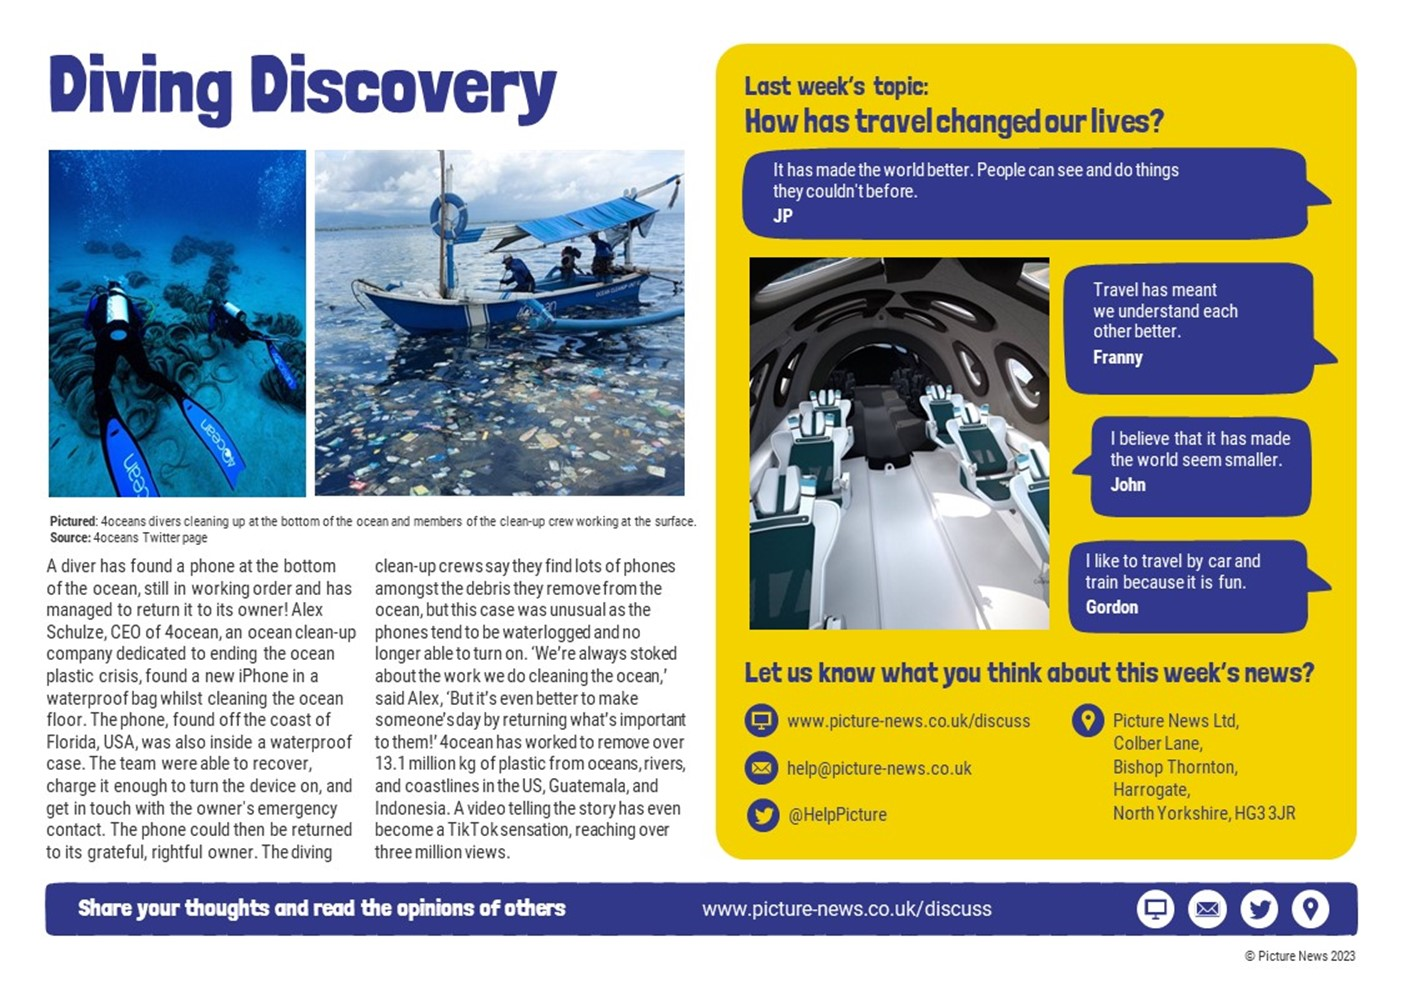 Diving Discovery
Pictured: 4oceans divers cleaning up at the bottom of the ocean and members of the clean-up crew working at the surface.
Source: 4oceans Twitter page
A diver has found a phone at the bottom
of the ocean, still in working order and has
managed to return it to its owner! Alex
Schulze, CEO of 4ocean, an ocean clean-up
company dedicated to ending the ocean
plastic crisis, found a new iPhone in a
waterproof bag whilst cleaning the ocean
floor. The phone, found off the coast of
Florida, USA, was also inside a waterproof
case. The team were able to recover,
charge it enough to turn the device on, and
get in touch with the owner's emergency
contact. The phone could then be returned
to its grateful, rightful owner. The diving
clean-up crews say they find lots of phones
amongst the debris they remove from the
ocean, but this case was unusual as the
phones tend to be waterlogged and no
longer able to turn on. ‘We’re always stoked
about the work we do cleaning the ocean,’
said Alex, ‘But it’s even better to make
someone’s day by returning what’s important
to them!’ 4ocean has worked to remove over
13.1 million kg of plastic from oceans, rivers,
and coastlines in the US, Guatemala, and
Indonesia. A video telling the story has even
become a TikTok sensation, reaching over
three million views.
Last week’s topic:
How has travel changed our lives?
It has made the world better. People can see and do things
they couldn't before.
JP
Travel has meant
we understand each
other better.
Franny
I believe that it has made
the world seem smaller.
John
I like to travel by car and
train because it is fun.
Gordon
Let us know what you think about this week’s news?
www.picture-news.co.uk/discuss
help@picture-news.co.uk
@HelpPicture
Picture News Ltd,
Colber Lane,
Bishop Thornton,
Harrogate,
North Yorkshire, HG3 3JR
Share your thoughts and read the opinions of others
www.picture-news.co.uk/discuss
© Picture News 2023